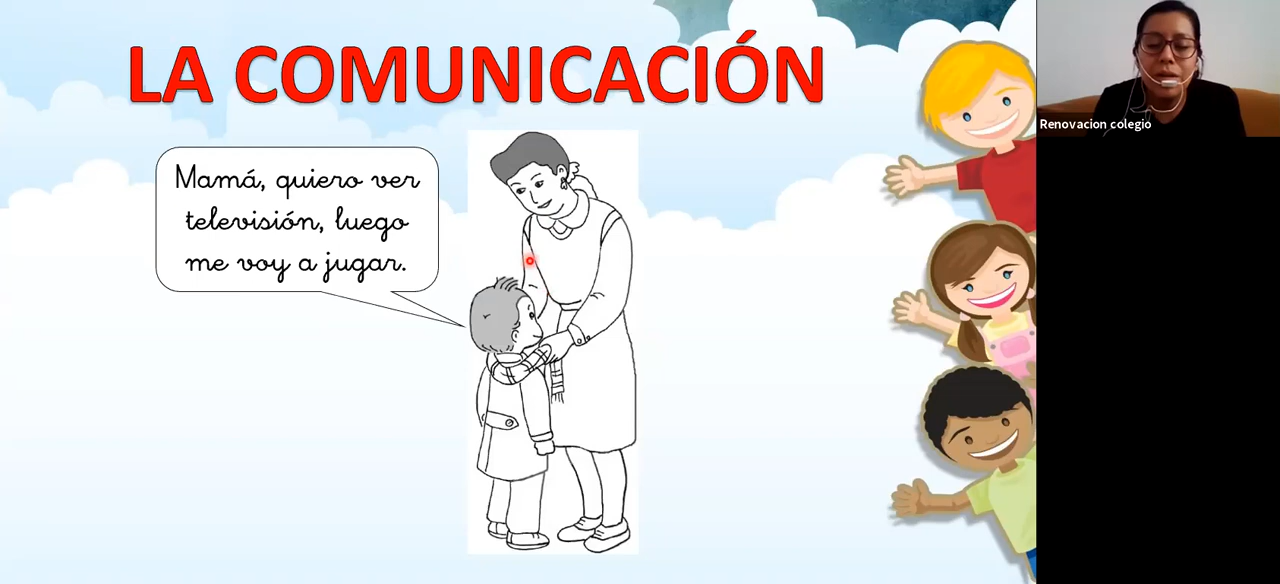 LA COMUNICACIÓN
Mamá, quiero ver
televisión, luego
me voy a jugar.
Renovacion colegio